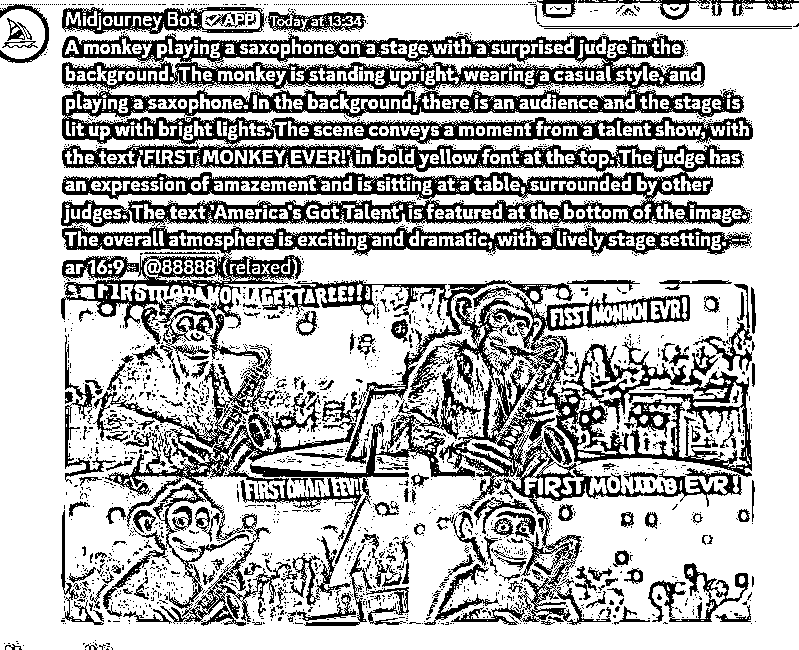 Midjourney Bot ✓ APP Today at 13:34
A monkey playing a saxophone on a stage with a surprised judge in the
background. The monkey is standing upright, wearing a casual style, and
playing a saxophone. In the background, there is an audience and the stage is
lit up with bright lights. The scene conveys a moment from a talent show, with
the text 'FIRST MONKEY EVER!' in bold yellow font at the top. The judge has
an expression of amazement and is sitting at a table, surrounded by other
judges. The text 'America's Got Talent' is featured at the bottom of the image.
The overall atmosphere is exciting and dramatic, with a lively stage setting. --
ar 16:9 - @88888 (relaxed)
FISST MONNOI EVR!
FIRST
FIRST MONIDAB EVR!